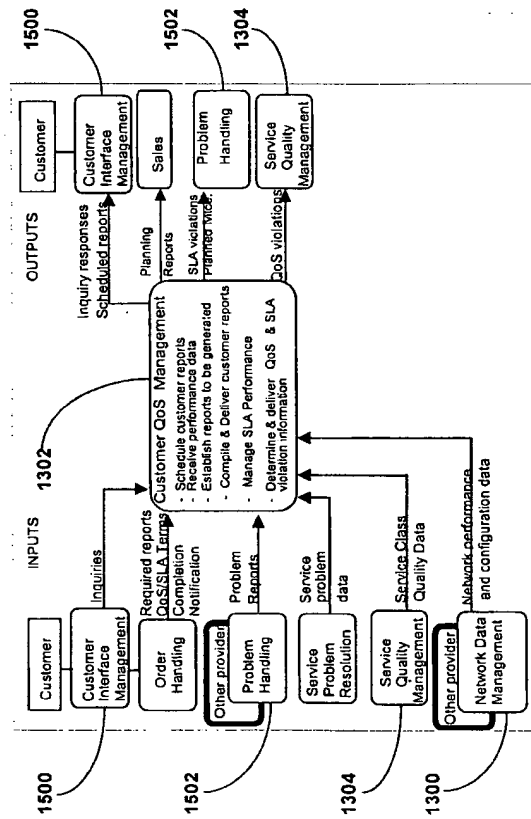 INPUTS
OUTPUTS
1302
Customer
1500
Customer
Interface
Management
Inquiries
Order
Handling
Required reports
QoS/SLA Terms
Completion
Notification
Other provider
1502
Problem
Handling
Problem
Reports
Service
Problem
Resolution
Service
problem
data
1304
Service
Quality
Management
Service Class
Quality Data
Other provider
1300
Network Data
Management
Network performance
and configuration data
Customer QoS Management
- Schedule customer reports
- Receive performance data
- Establish reports to be generated
- Compile & Deliver customer reports
- Manage SLA Performance
- Determine & deliver QoS & SLA
violation information
Inquiry responses
Scheduled reports
Customer
Customer
Interface
Management
1500
Planning
Reports
Sales
SLA violations
Planned Mtce.
Problem
Handling
1502
QoS violations
Service
Quality
Management
1304